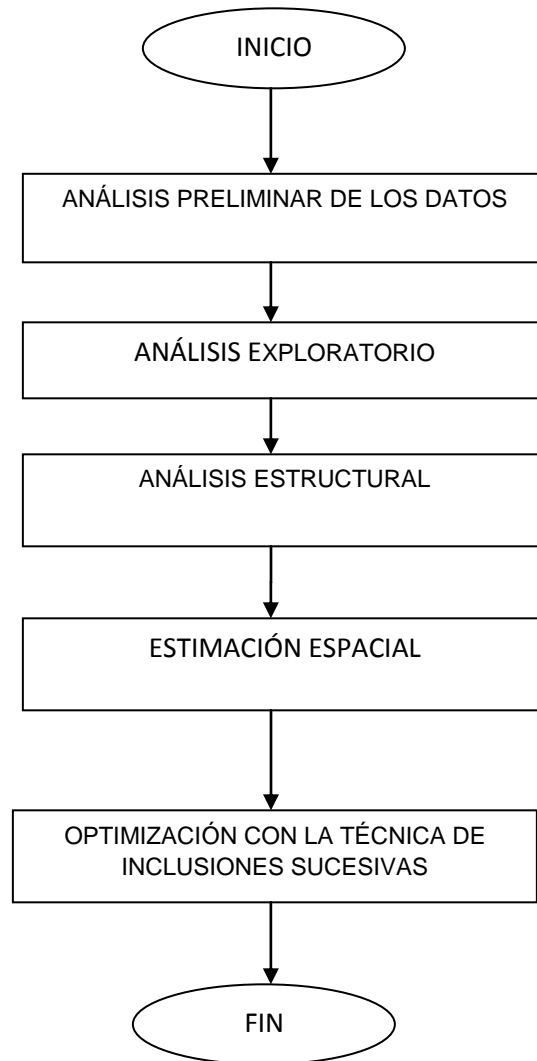 INICIO
ANÁLISIS PRELIMINAR DE LOS DATOS
ANÁLISIS EXPLORATORIO
ANÁLISIS ESTRUCTURAL
ESTIMACIÓN ESPACIAL
OPTIMIZACIÓN CON LA TÉCNICA DE
INCLUSIONES SUCESIVAS
FIN